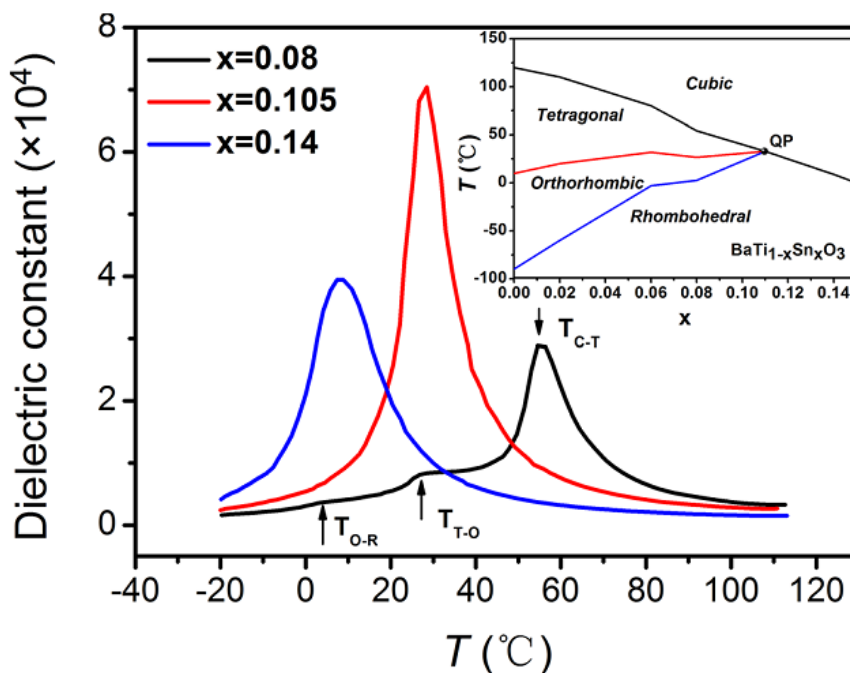 Dielectric constant (×10⁴)
8
6
4
2
0
-40
-20
0
20
40
60
80
100
120
T (℃)
x=0.08
x=0.105
x=0.14
T_O-R
T_T-O
T_C-T
T (℃)
150
100
50
0
-50
-100
0.00
0.02
0.04
0.06
0.08
0.10
0.12
0.14
x
Cubic
Tetragonal
QP
Orthorhombic
Rhombohedral
BaTi₁₋ₓSnₓO₃